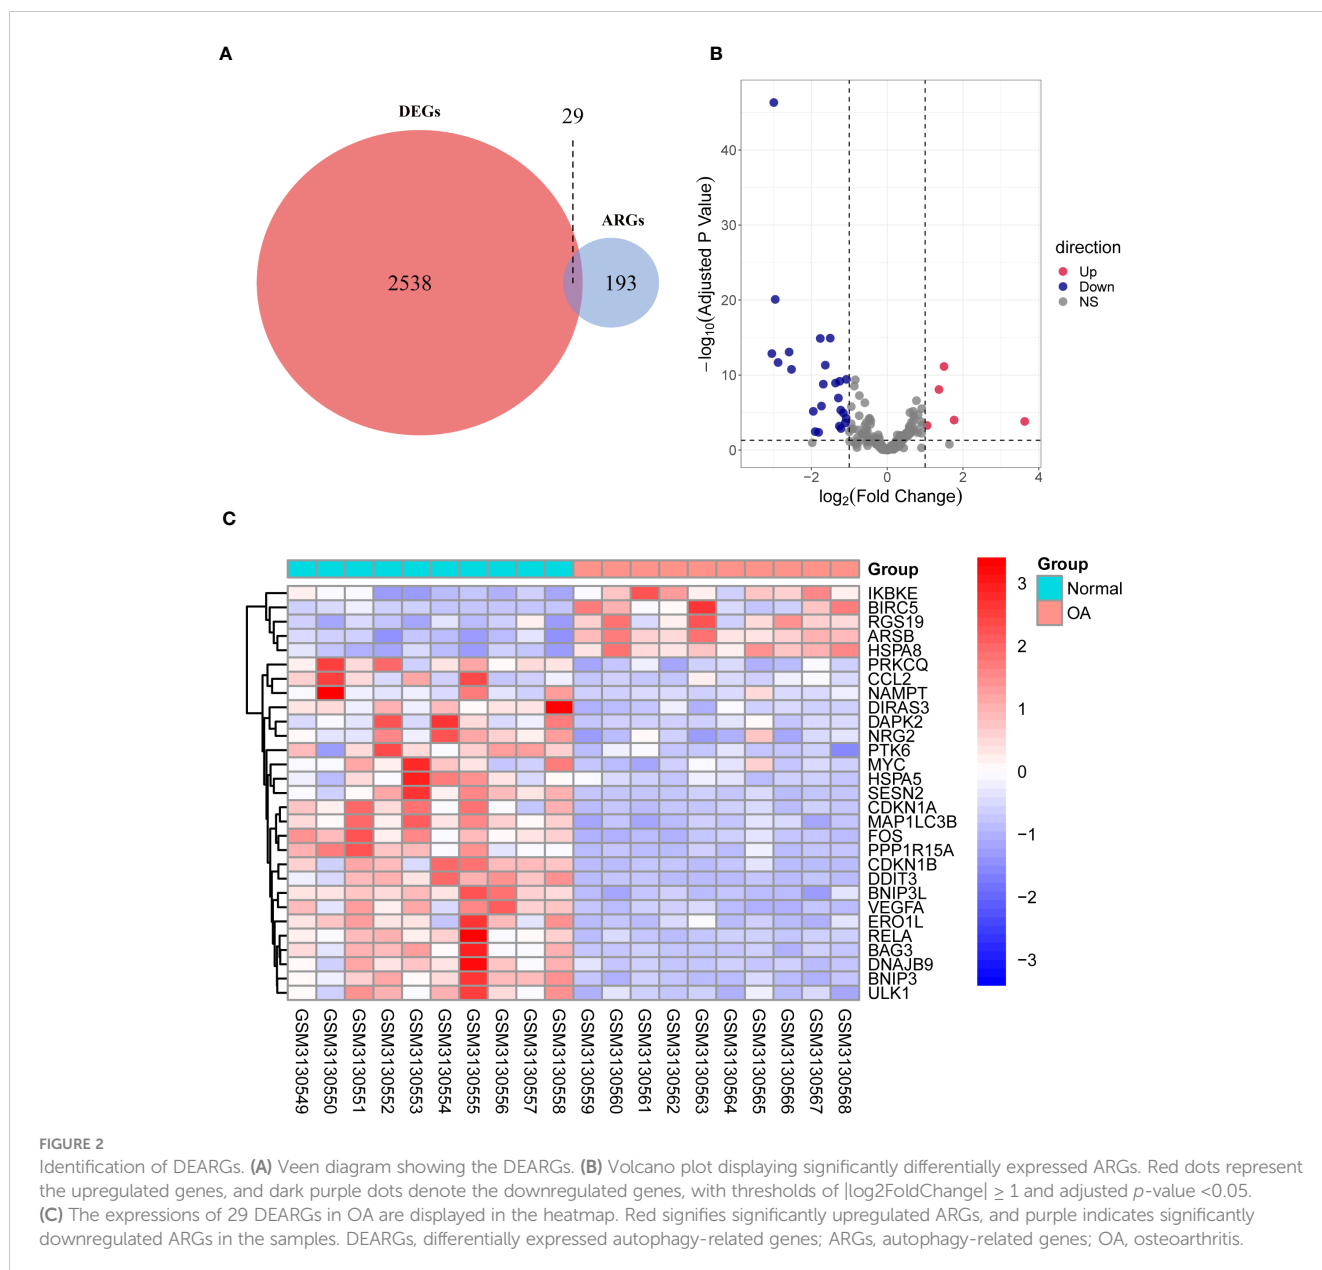 A
DEGs
29
ARGs
2538
193
B
−log10(Adjusted P Value)
40
30
20
10
0
−2
0
2
4
log2(Fold Change)
direction
Up
Down
NS
C
Group
IKBKE
BIRC5
RGS19
ARSB
HSPA8
PRKCQ
CCL2
NAMPT
DIRAS3
DAPK2
NRG2
PTK6
MYC
HSPA5
SESN2
CDKN1A
MAP1LC3B
FOS
PPP1R15A
CDKN1B
DDIT3
BNIP3L
VEGFA
ERO1L
RELA
BAG3
DNAJB9
BNIP3
ULK1
GSM3130549
GSM3130550
GSM3130551
GSM3130552
GSM3130553
GSM3130554
GSM3130555
GSM3130556
GSM3130557
GSM3130558
GSM3130559
GSM3130560
GSM3130561
GSM3130562
GSM3130563
GSM3130564
GSM3130565
GSM3130566
GSM3130567
GSM3130568
3
2
1
0
−1
−2
−3
Group
Normal
OA
FIGURE 2
Identification of DEARGs. (A) Veen diagram showing the DEARGs. (B) Volcano plot displaying significantly differentially expressed ARGs. Red dots represent
the upregulated genes, and dark purple dots denote the downregulated genes, with thresholds of |log2FoldChange| ≥ 1 and adjusted p-value <0.05.
(C) The expressions of 29 DEARGs in OA are displayed in the heatmap. Red signifies significantly upregulated ARGs, and purple indicates significantly
downregulated ARGs in the samples. DEARGs, differentially expressed autophagy-related genes; ARGs, autophagy-related genes; OA, osteoarthritis.